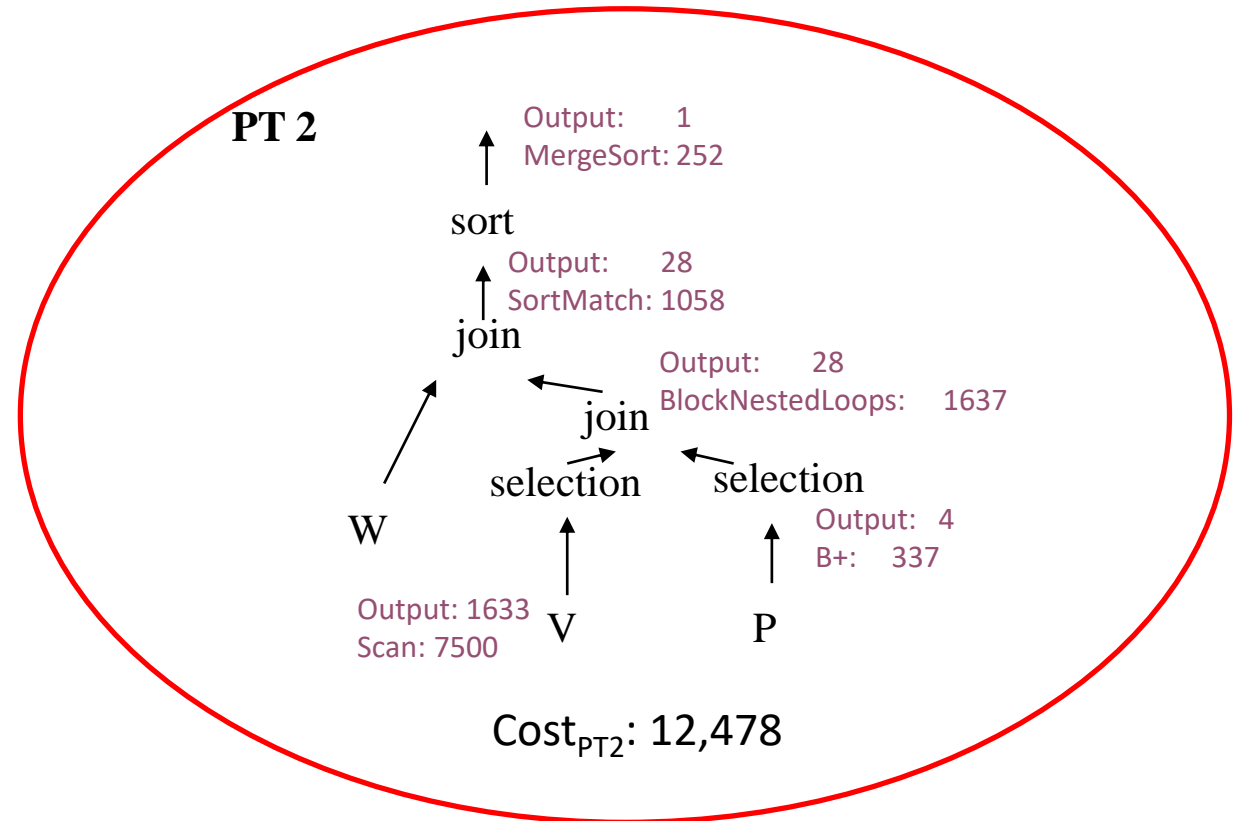 PT 2
Output: 1
MergeSort: 252
sort
Output: 28
SortMatch: 1058
join
Output: 28
BlockNestedLoops: 1637
join
selection
selection
W
Output: 4
B+: 337
Output: 1633
Scan: 7500
V
P
Cost_PT2: 12,478